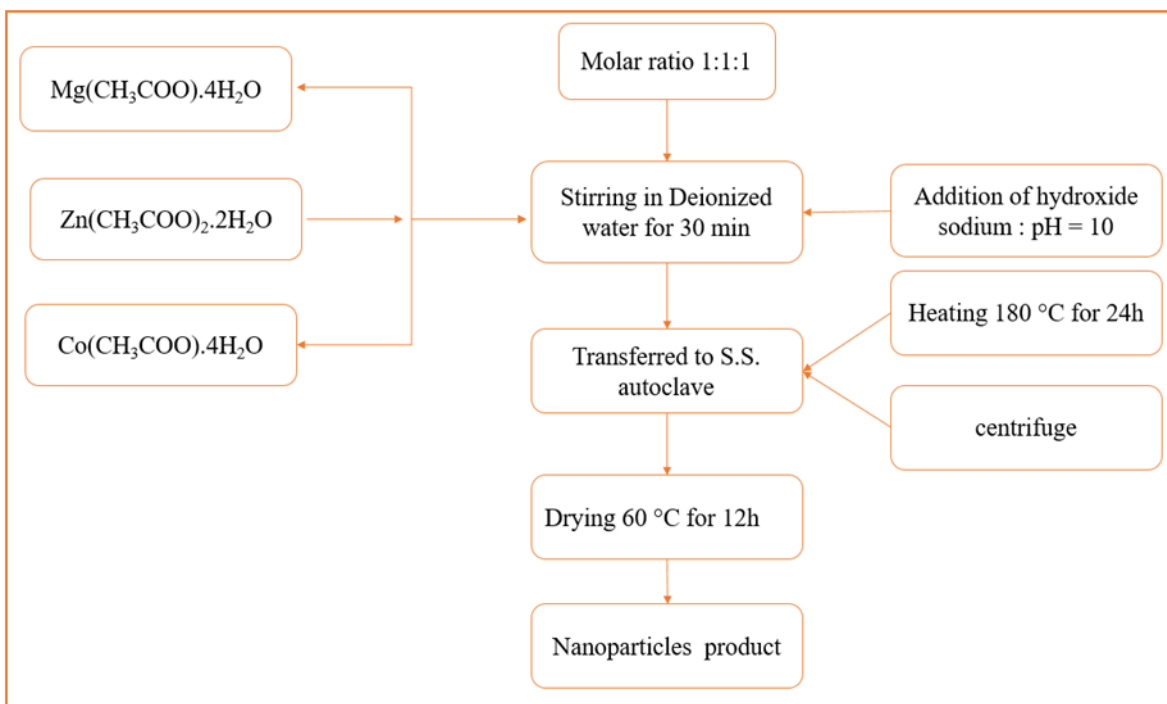 Molar ratio 1:1:1
Mg(CH₃COO).4H₂O
Zn(CH₃COO)₂.2H₂O
Co(CH₃COO).4H₂O
Stirring in Deionized
water for 30 min
Addition of hydroxide
sodium : pH = 10
Heating 180 °C for 24h
Transferred to S.S.
autoclave
centrifuge
Drying 60 °C for 12h
Nanoparticles product